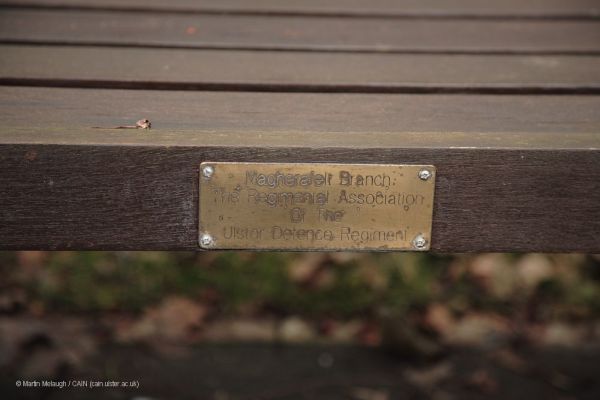 Magherafelt Branch.
The Regimental Association
Of The
Ulster Defence Regiment
© Martin Melaugh / CAIN (cain.ulster.ac.uk)